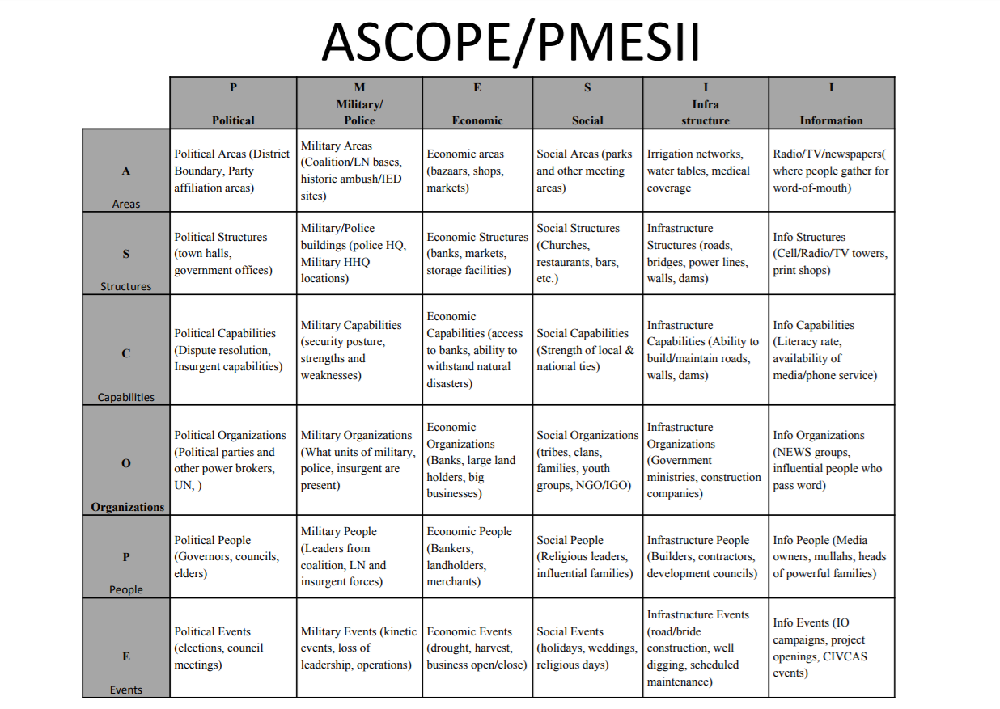 ASCOPE/PMESII
P
Political
M
Military/
Police
E
Economic
S
Social
I
Infra
structure
I
Information
A
Areas
Political Areas (District
Boundary, Party
affiliation areas)
Military Areas
(Coalition/LN bases,
historic ambush/IED
sites)
Economic areas
(bazaars, shops,
markets)
Social Areas (parks
and other meeting
areas)
Irrigation networks,
water tables, medical
coverage
Radio/TV/newspapers(
where people gather for
word-of-mouth)
S
Structures
Political Structures
(town halls,
government offices)
Military/Police
buildings (police HQ,
Military HHQ
locations)
Economic Structures
(banks, markets,
storage facilities)
Social Structures
(Churches,
restaurants, bars,
etc.)
Infrastructure
Structures (roads,
bridges, power lines,
walls, dams)
Info Structures
(Cell/Radio/TV towers,
print shops)
C
Capabilities
Political Capabilities
(Dispute resolution,
Insurgent capabilities)
Military Capabilities
(security posture,
strengths and
weaknesses)
Economic
Capabilities (access
to banks, ability to
withstand natural
disasters)
Social Capabilities
(Strength of local &
national ties)
Infrastructure
Capabilities (Ability to
build/maintain roads,
walls, dams)
Info Capabilities
(Literacy rate,
availability of
media/phone service)
O
Organizations
Political Organizations
(Political parties and
other power brokers,
UN, )
Military Organizations
(What units of military,
police, insurgent are
present)
Economic
Organizations
(Banks, large land
holders, big
businesses)
Social Organizations
(tribes, clans,
families, youth
groups, NGO/IGO)
Infrastructure
Organizations
(Government
ministries, construction
companies)
Info Organizations
(NEWS groups,
influential people who
pass word)
P
People
Political People
(Governors, councils,
elders)
Military People
(Leaders from
coalition, LN and
insurgent forces)
Economic People
(Bankers,
landholders,
merchants)
Social People
(Religious leaders,
influential families)
Infrastructure People
(Builders, contractors,
development councils)
Info People (Media
owners, mullahs, heads
of powerful families)
E
Events
Political Events
(elections, council
meetings)
Military Events (kinetic
events, loss of
leadership, operations)
Economic Events
(drought, harvest,
business open/close)
Social Events
(holidays, weddings,
religious days)
Infrastructure Events
(road/bride
construction, well
digging, scheduled
maintenance)
Info Events (IO
campaigns, project
openings, CIVCAS
events)